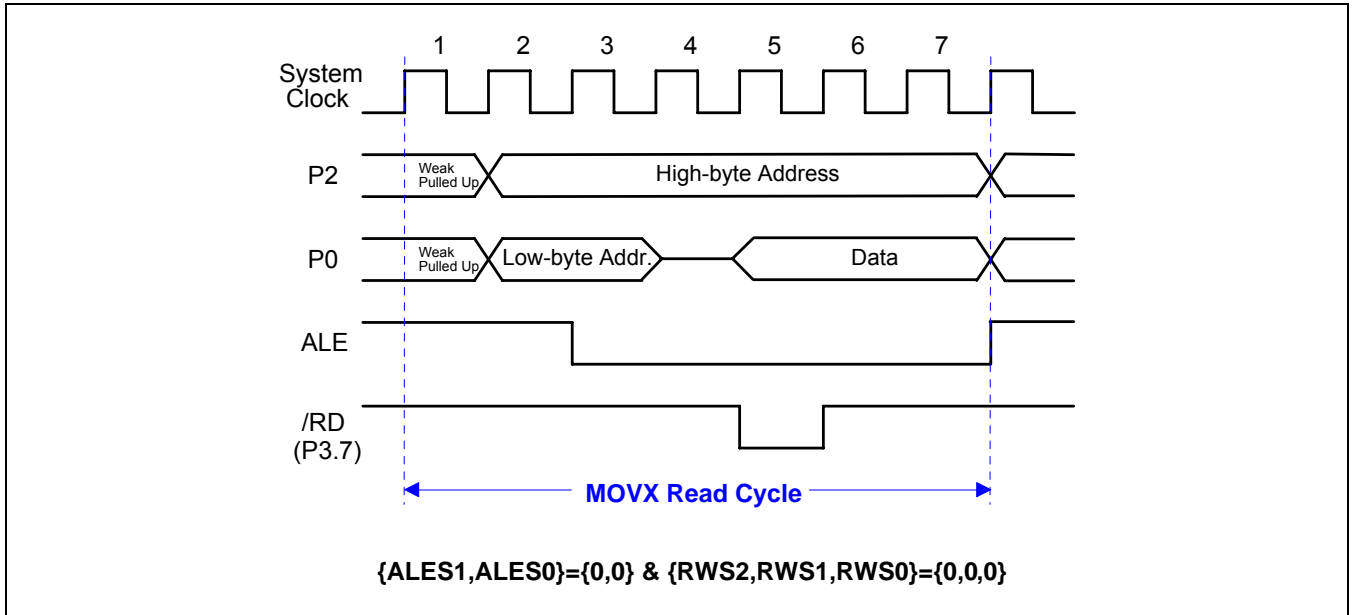 1 2 3 4 5 6 7
System
Clock
P2
Weak
Pulled Up
High-byte Address
P0
Weak
Pulled Up
Low-byte Addr.
Data
ALE
/RD
(P3.7)
MOVX Read Cycle
{ALES1,ALES0}={0,0} & {RWS2,RWS1,RWS0}={0,0,0}